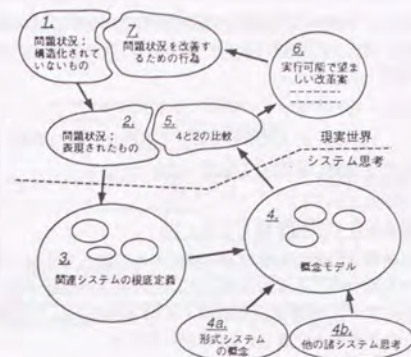 1.
問題状況：
構造化されて
いないもの
7.
問題状況を改善す
るための行為
6.
実行可能で望ま
しい改革案
2.
問題状況：
表現されたもの
5.
4と2の比較
現実世界
システム思考
3.
関連システムの根底定義
4.
概念モデル
4a.
形式システム
の概念
4b.
他の諸システム思考